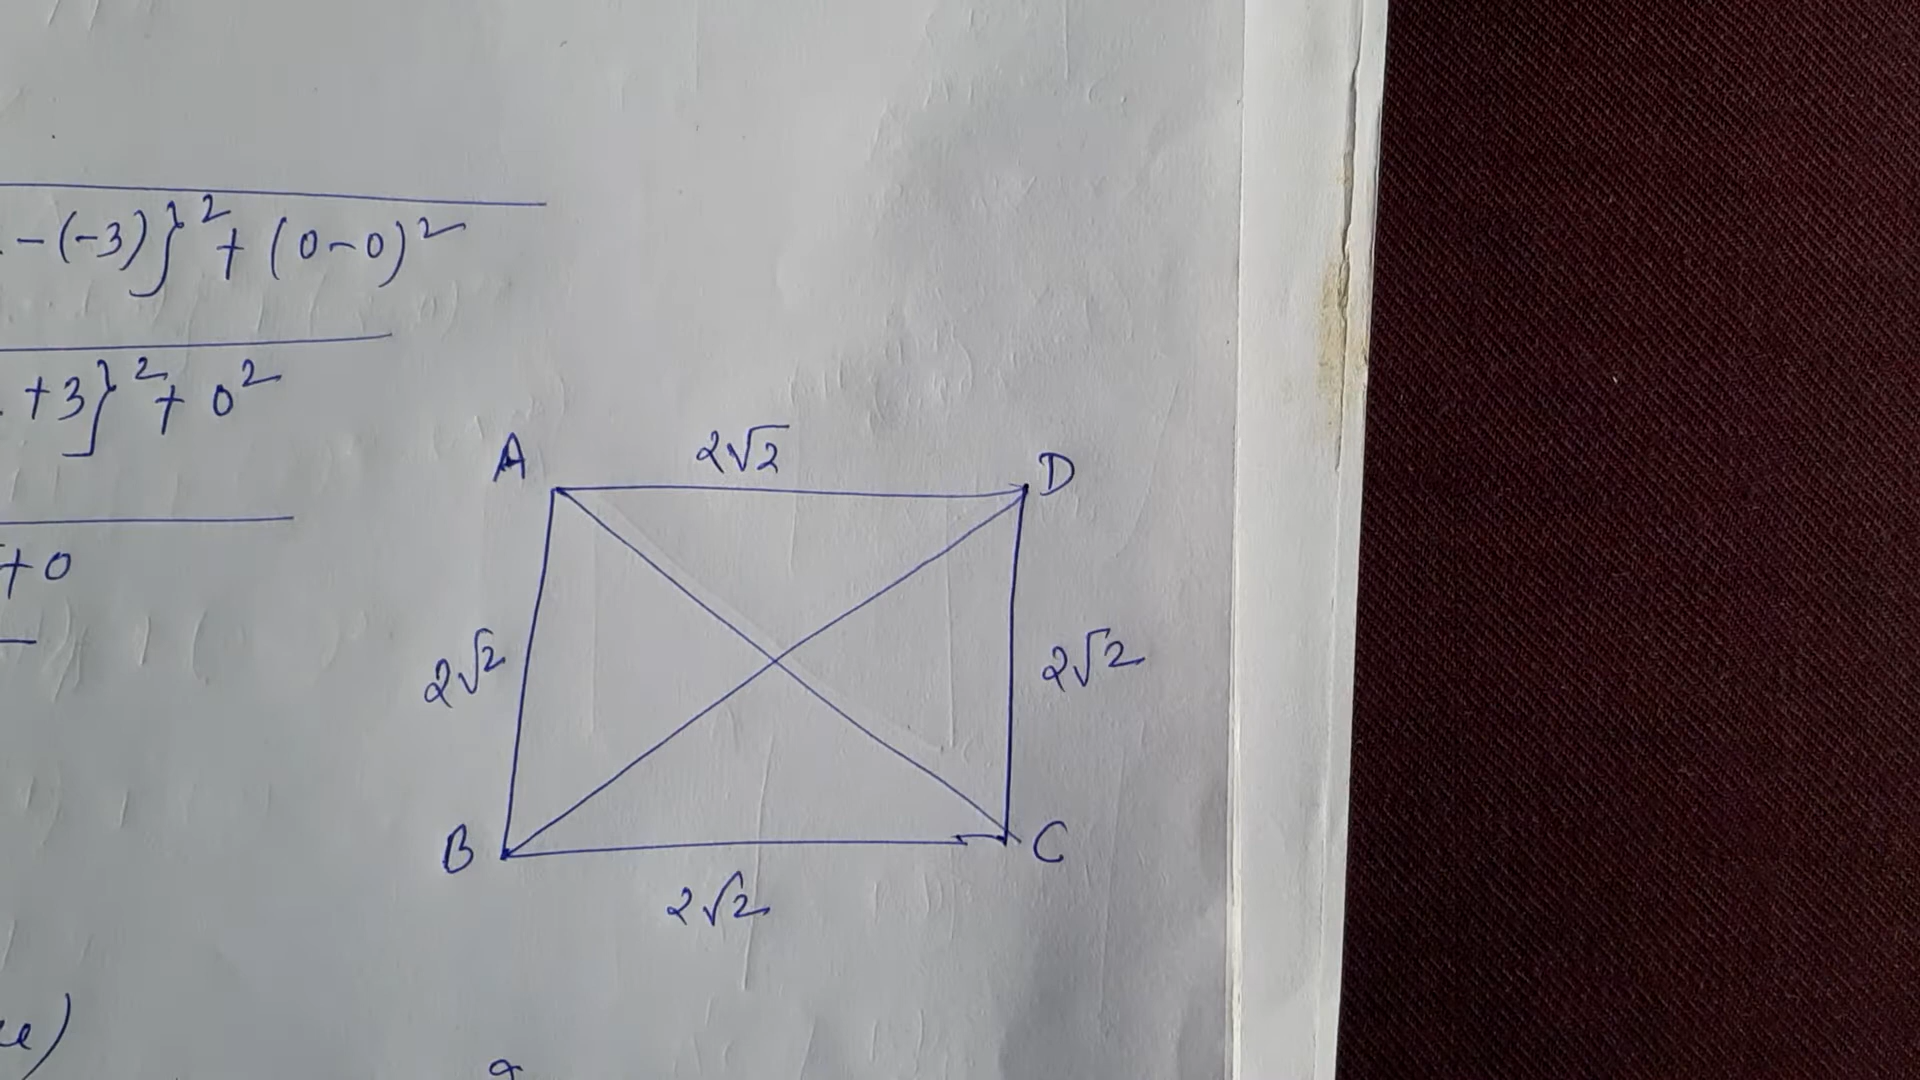 -(-3)}² + (0-0)²
+3}² + 0²
+0
A 2√2 D
2√2 2√2
B C
2√2